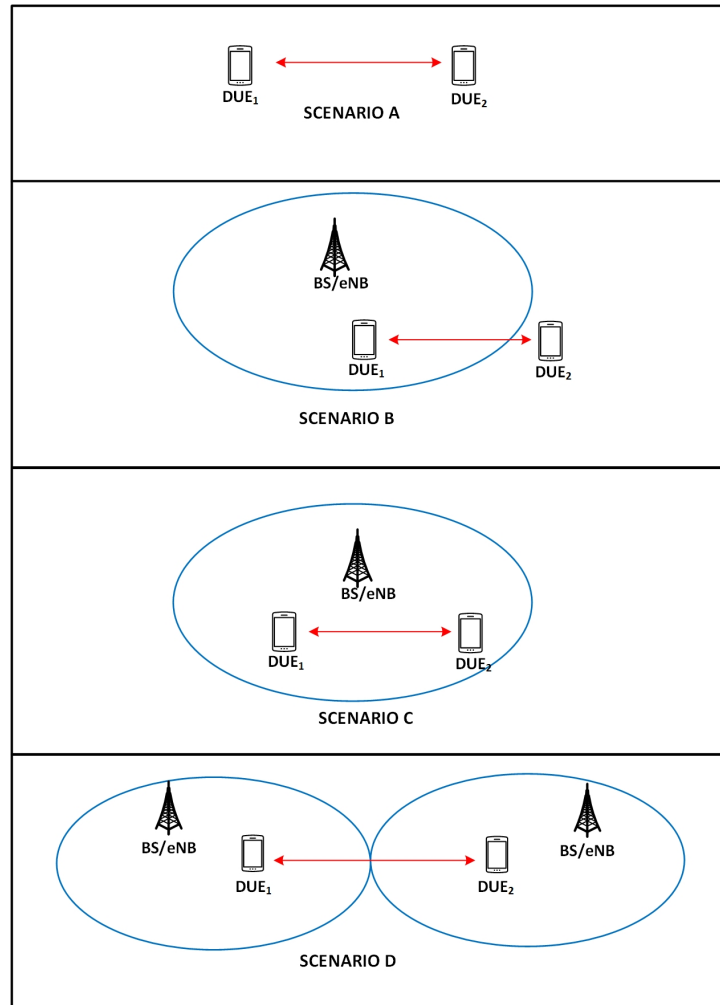 DUE₁ DUE₂
SCENARIO A
BS/eNB
DUE₁ DUE₂
SCENARIO B
BS/eNB
DUE₁ DUE₂
SCENARIO C
BS/eNB BS/eNB
DUE₁ DUE₂
SCENARIO D